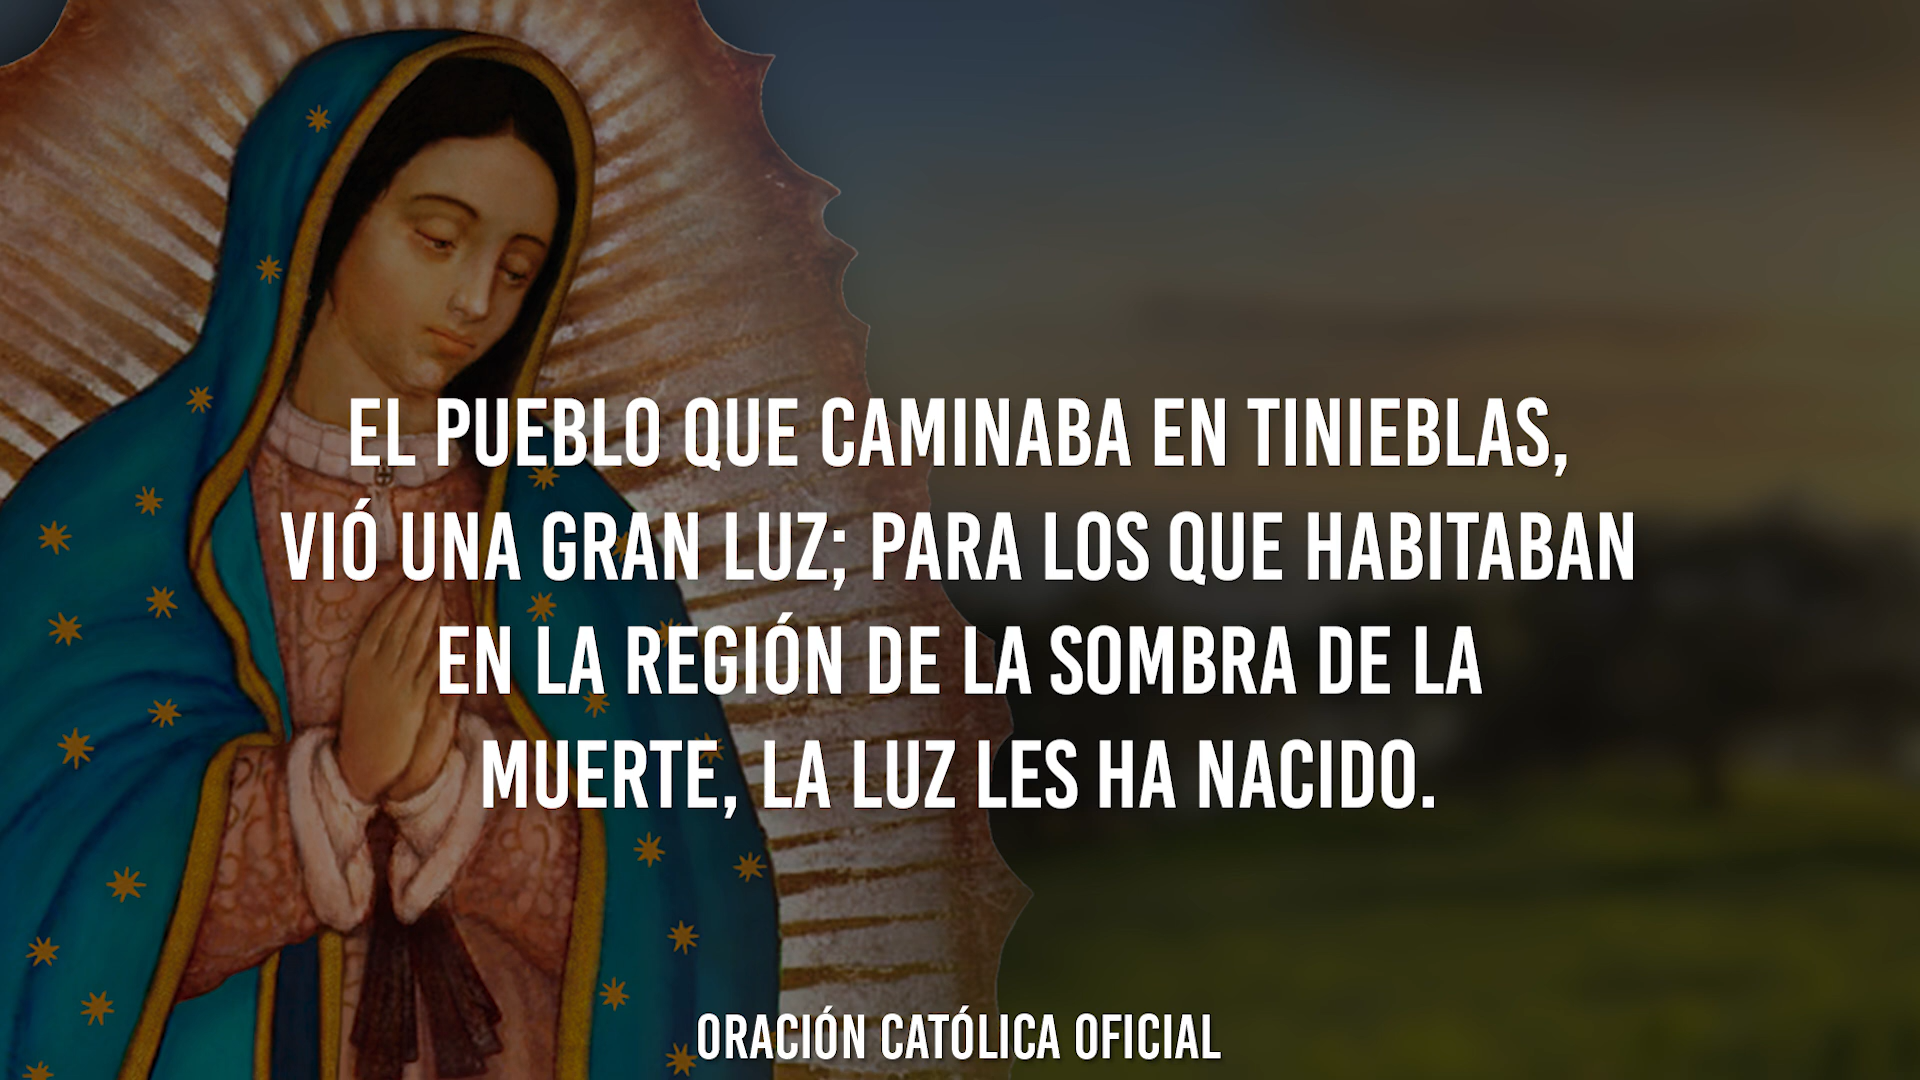 EL PUEBLO QUE CAMINABA EN TINIEBLAS,
VIÓ UNA GRAN LUZ; PARA LOS QUE HABITABAN
EN LA REGIÓN DE LA SOMBRA DE LA
MUERTE, LA LUZ LES HA NACIDO.
ORACIÓN CATÓLICA OFICIAL